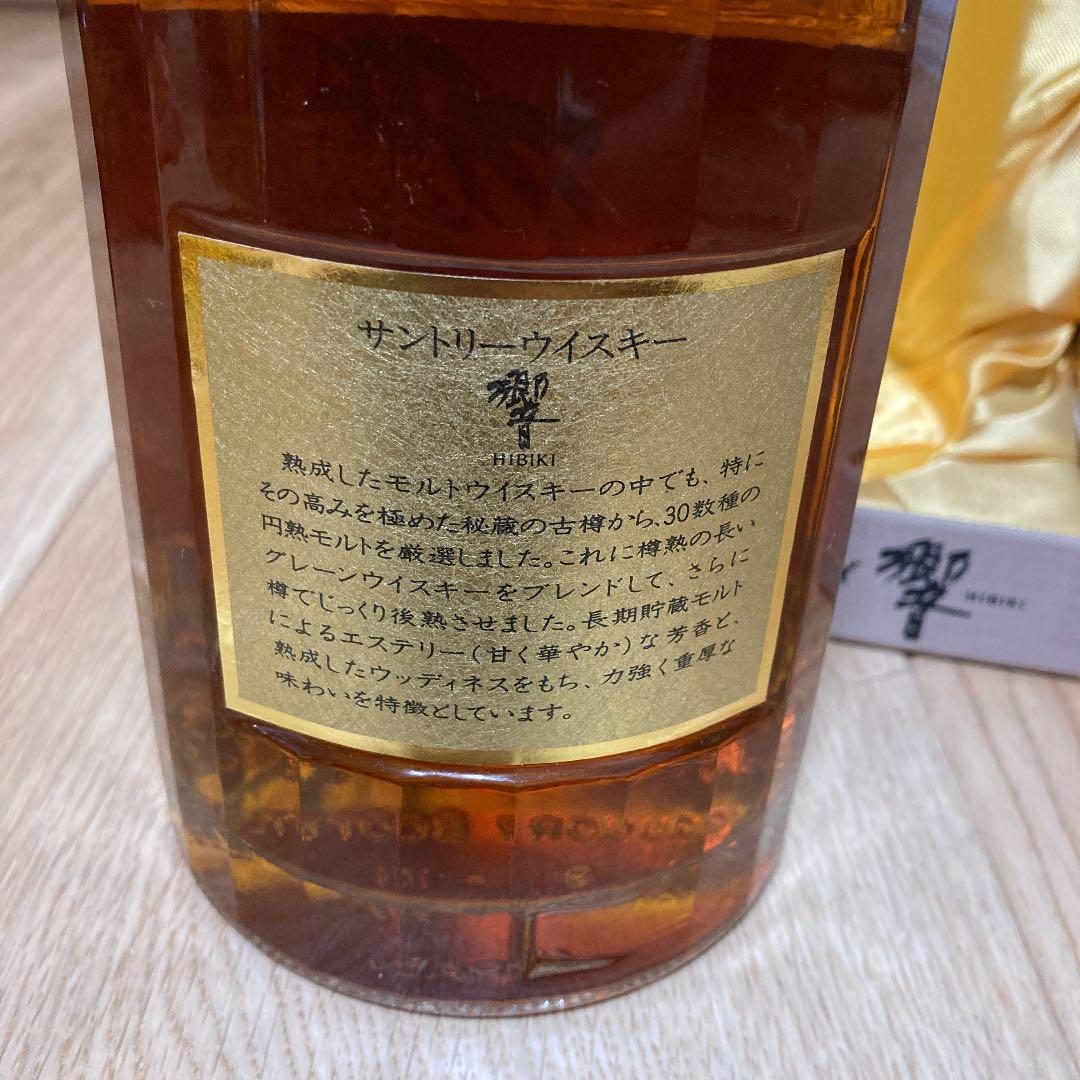 サントリーウイスキー
響
HIBIKI
熟成したモルトウイスキーの中でも、特に
その高みを極めた秘蔵の古樽から、30数種の
円熟モルトを厳選しました。これに樽熟の長い
グレーンウイスキーをブレンドして、さらに
樽でじっくり後熟させました。長期貯蔵モルト
によるエステリー(甘く華やか)な芳香と、
熟成したウッディネスをもち、力強く重厚な
味わいを特徴としています。
響 HIBIKI